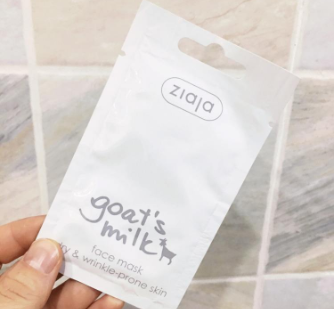 ziaja
goat's
milk
face mask
& wrinkle-prone skin